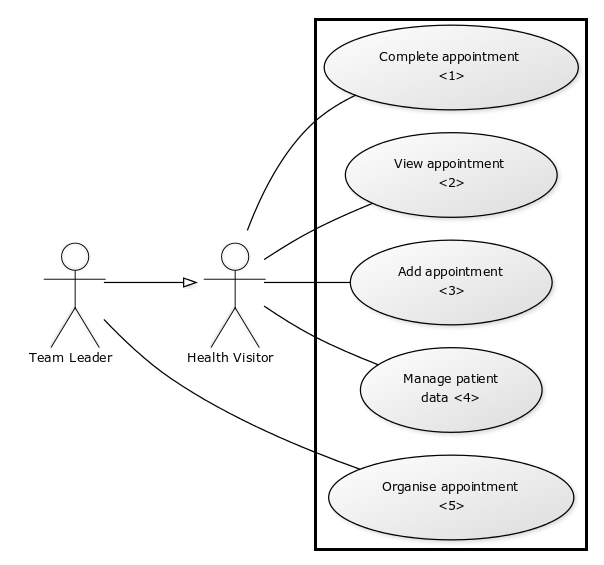 Complete appointment
<1>
View appointment
<2>
Add appointment
<3>
Team Leader
Health Visitor
Manage patient
data <4>
Organise appointment
<5>